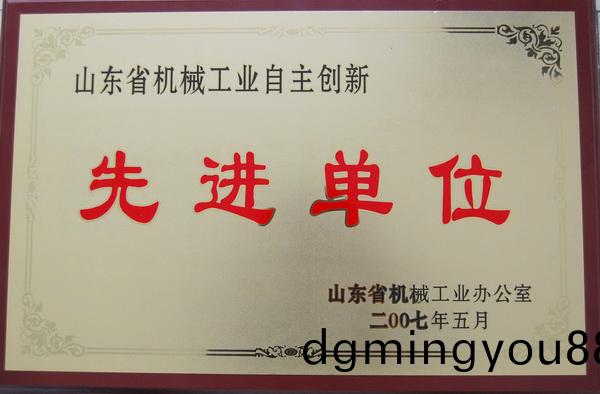 山东省机械工业自主创新
先进单位
山东省机械工业办公室
二00七年五月
dgmingyou88